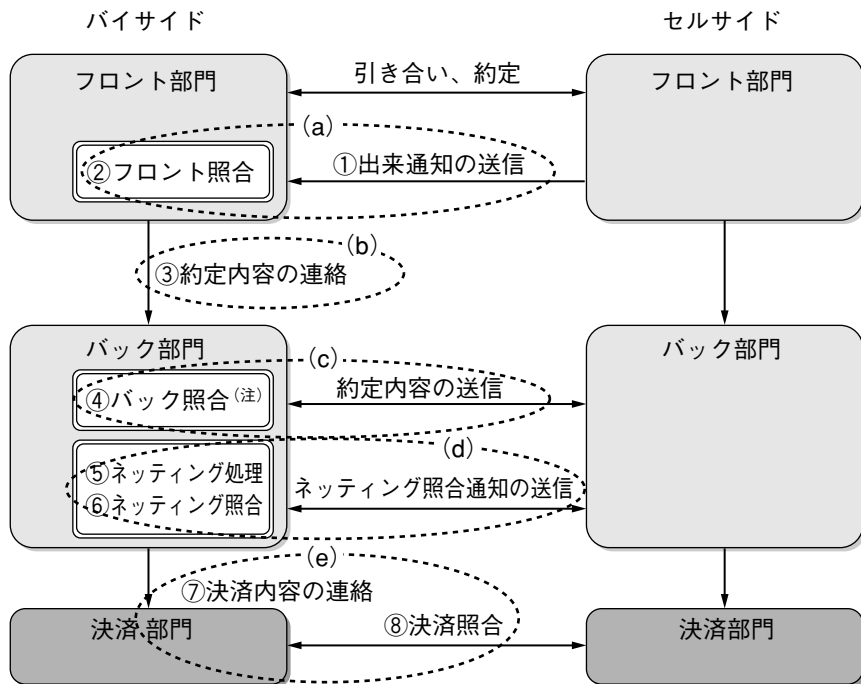 バイサイド
セルサイド
フロント部門
引き合い、約定
フロント部門
(a)
②フロント照合
①出来通知の送信
(b)
③約定内容の連絡
バック部門
バック部門
(c)
④バック照合(注)
約定内容の送信
(d)
⑤ネッティング処理
⑥ネッティング照合
ネッティング照合通知の送信
(e)
⑦決済内容の連絡
決済部門
⑧決済照合
決済部門